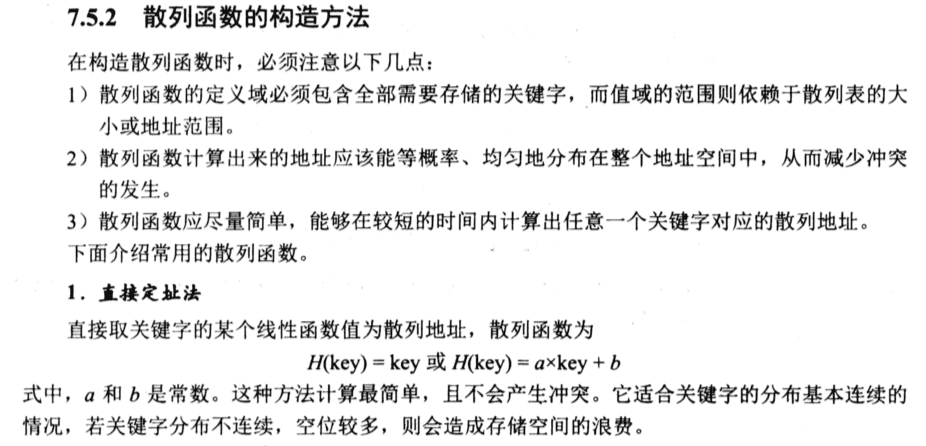 7.5.2 散列函数的构造方法
在构造散列函数时，必须注意以下几点：
1）散列函数的定义域必须包含全部需要存储的关键字，而值域的范围则依赖于散列表的大
小或地址范围。
2）散列函数计算出来的地址应该能等概率、均匀地分布在整个地址空间中，从而减少冲突
的发生。
3）散列函数应尽量简单，能够在较短的时间内计算出任意一个关键字对应的散列地址。
下面介绍常用的散列函数。
1．直接定址法
直接取关键字的某个线性函数值为散列地址，散列函数为
H(key) = key 或 H(key) = a×key + b
式中，a 和 b 是常数。这种方法计算最简单，且不会产生冲突。它适合关键字的分布基本连续的
情况，若关键字分布不连续，空位较多，则会造成存储空间的浪费。